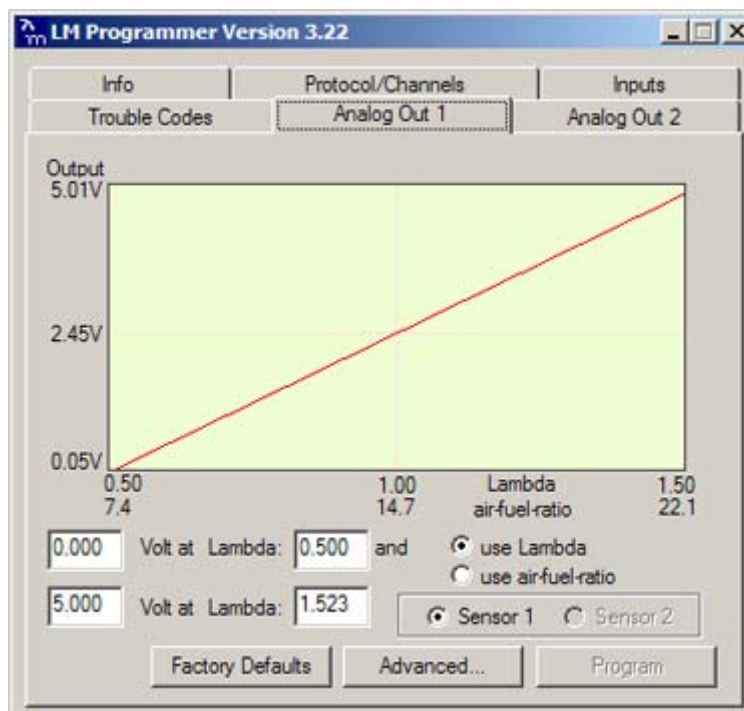 λm LM Programmer Version 3.22
Info Protocol/Channels Inputs
Trouble Codes Analog Out 1 Analog Out 2
Output
5.01V
2.45V
0.05V
0.50 1.00 Lambda 1.50
7.4 14.7 air-fuel-ratio 22.1
0.000 Volt at Lambda: 0.500 and use Lambda
use air-fuel-ratio
5.000 Volt at Lambda: 1.523 Sensor 1 Sensor 2
Factory Defaults Advanced... Program